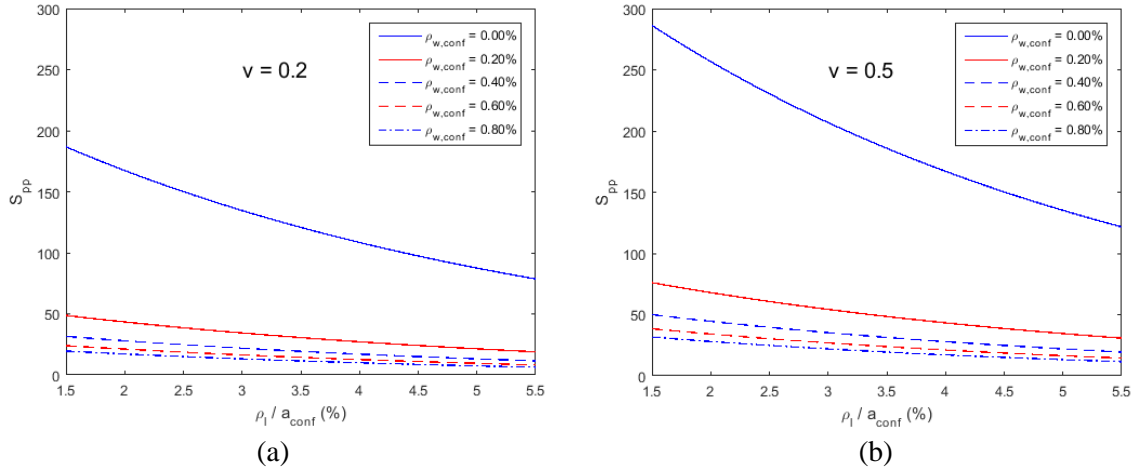 300
250
200
150
100
50
0
S_pp
v = 0.2
ρ_w,conf = 0.00%
ρ_w,conf = 0.20%
ρ_w,conf = 0.40%
ρ_w,conf = 0.60%
ρ_w,conf = 0.80%
1.5 2 2.5 3 3.5 4 4.5 5 5.5
ρ_l / a_conf (%)
(a)
300
250
200
150
100
50
0
S_pp
v = 0.5
ρ_w,conf = 0.00%
ρ_w,conf = 0.20%
ρ_w,conf = 0.40%
ρ_w,conf = 0.60%
ρ_w,conf = 0.80%
1.5 2 2.5 3 3.5 4 4.5 5 5.5
ρ_l / a_conf (%)
(b)